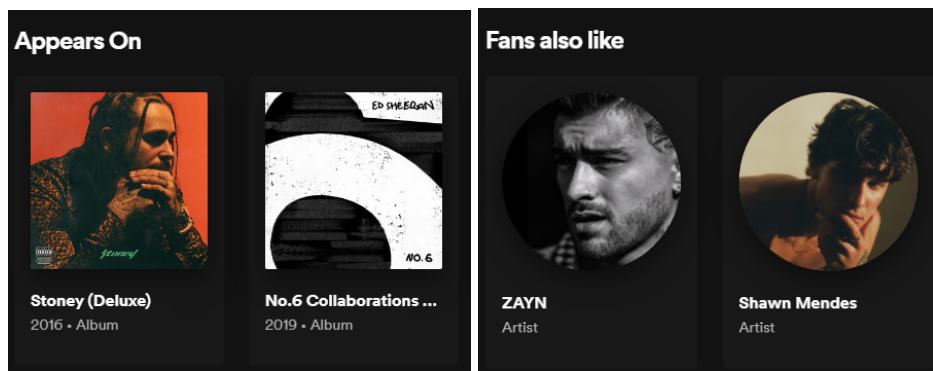 Appears On
ED SHEERAN
Stoney
NO.6
Stoney (Deluxe)
2016 • Album
No.6 Collaborations ...
2019 • Album
Fans also like
ZAYN
Artist
Shawn Mendes
Artist